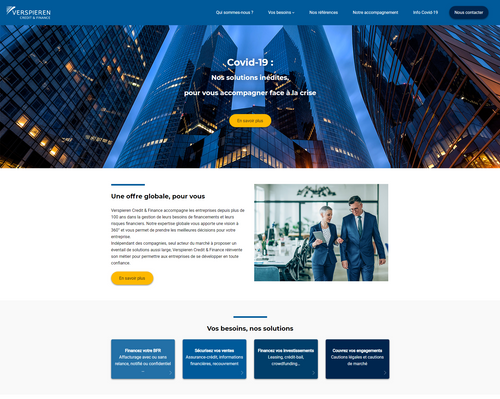 VERSPIEREN
CREDIT & FINANCE
Qui sommes-nous ?
Vos besoins
Nos références
Notre accompagnement
Info Covid-19
Nous contacter
Covid-19 :
Nos solutions inédites,
pour vous accompagner face à la crise
En savoir plus
Une offre globale, pour vous
Verspieren Credit & Finance accompagne les entreprises depuis plus de
100 ans dans la gestion de leurs besoins de financements et leurs
risques financiers. Notre expertise globale vous apporte une vision à
360° et vous permet de prendre les meilleures décisions pour votre
entreprise.
Indépendant des compagnies, seul acteur du marché à proposer un
éventail de solutions aussi large, Verspieren Credit & Finance réinvente
son métier pour permettre aux entreprises de se développer en toute
confiance.
En savoir plus
Vos besoins, nos solutions
Financez votre BFR
Affacturage avec ou sans
relance, notifié ou confidentiel
...
Sécurisez vos ventes
Assurance-crédit, informations
financières, recouvrement
Financez vos investissements
Leasing, crédit-bail,
crowdfunding...
Couvrez vos engagements
Cautions légales et cautions
de marché